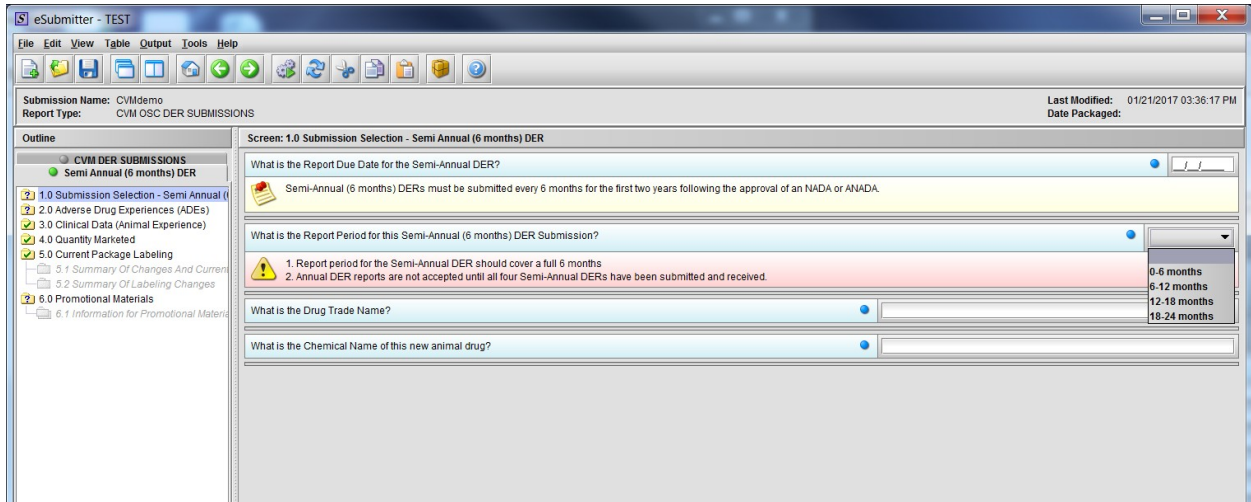 eSubmitter - TEST
File Edit View Table Output Tools Help
Submission Name: CVMdemo
Last Modified: 01/21/2017 03:36:17 PM
Report Type: CVM OSC DER SUBMISSIONS
Date Packaged:
Outline
Screen: 1.0 Submission Selection - Semi Annual (6 months) DER
CVM DER SUBMISSIONS
Semi Annual (6 months) DER
1.0 Submission Selection - Semi Annual (
2.0 Adverse Drug Experiences (ADEs)
3.0 Clinical Data (Animal Experience)
4.0 Quantity Marketed
5.0 Current Package Labeling
5.1 Summary Of Changes And Curren
5.2 Summary Of Labeling Changes
6.0 Promotional Materials
6.1 Information for Promotional Materia
What is the Report Due Date for the Semi-Annual DER?
_/_/____
Semi-Annual (6 months) DERs must be submitted every 6 months for the first two years following the approval of an NADA or ANADA.
What is the Report Period for this Semi-Annual (6 months) DER Submission?
1. Report period for the Semi-Annual DER should cover a full 6 months
2. Annual DER reports are not accepted until all four Semi-Annual DERs have been submitted and received.
0-6 months
6-12 months
12-18 months
18-24 months
What is the Drug Trade Name?
What is the Chemical Name of this new animal drug?